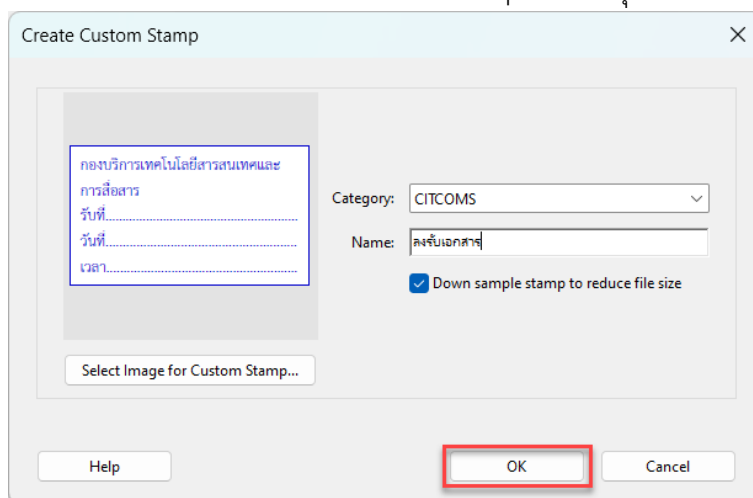 Create Custom Stamp
กองบริการเทคโนโลยีสารสนเทศและ
การสื่อสาร
รับที่......................................................
วันที่......................................................
เวลา......................................................
Category: CITCOMS
Name: ลงรับเอกสาร
Down sample stamp to reduce file size
Select Image for Custom Stamp...
Help
OK
Cancel